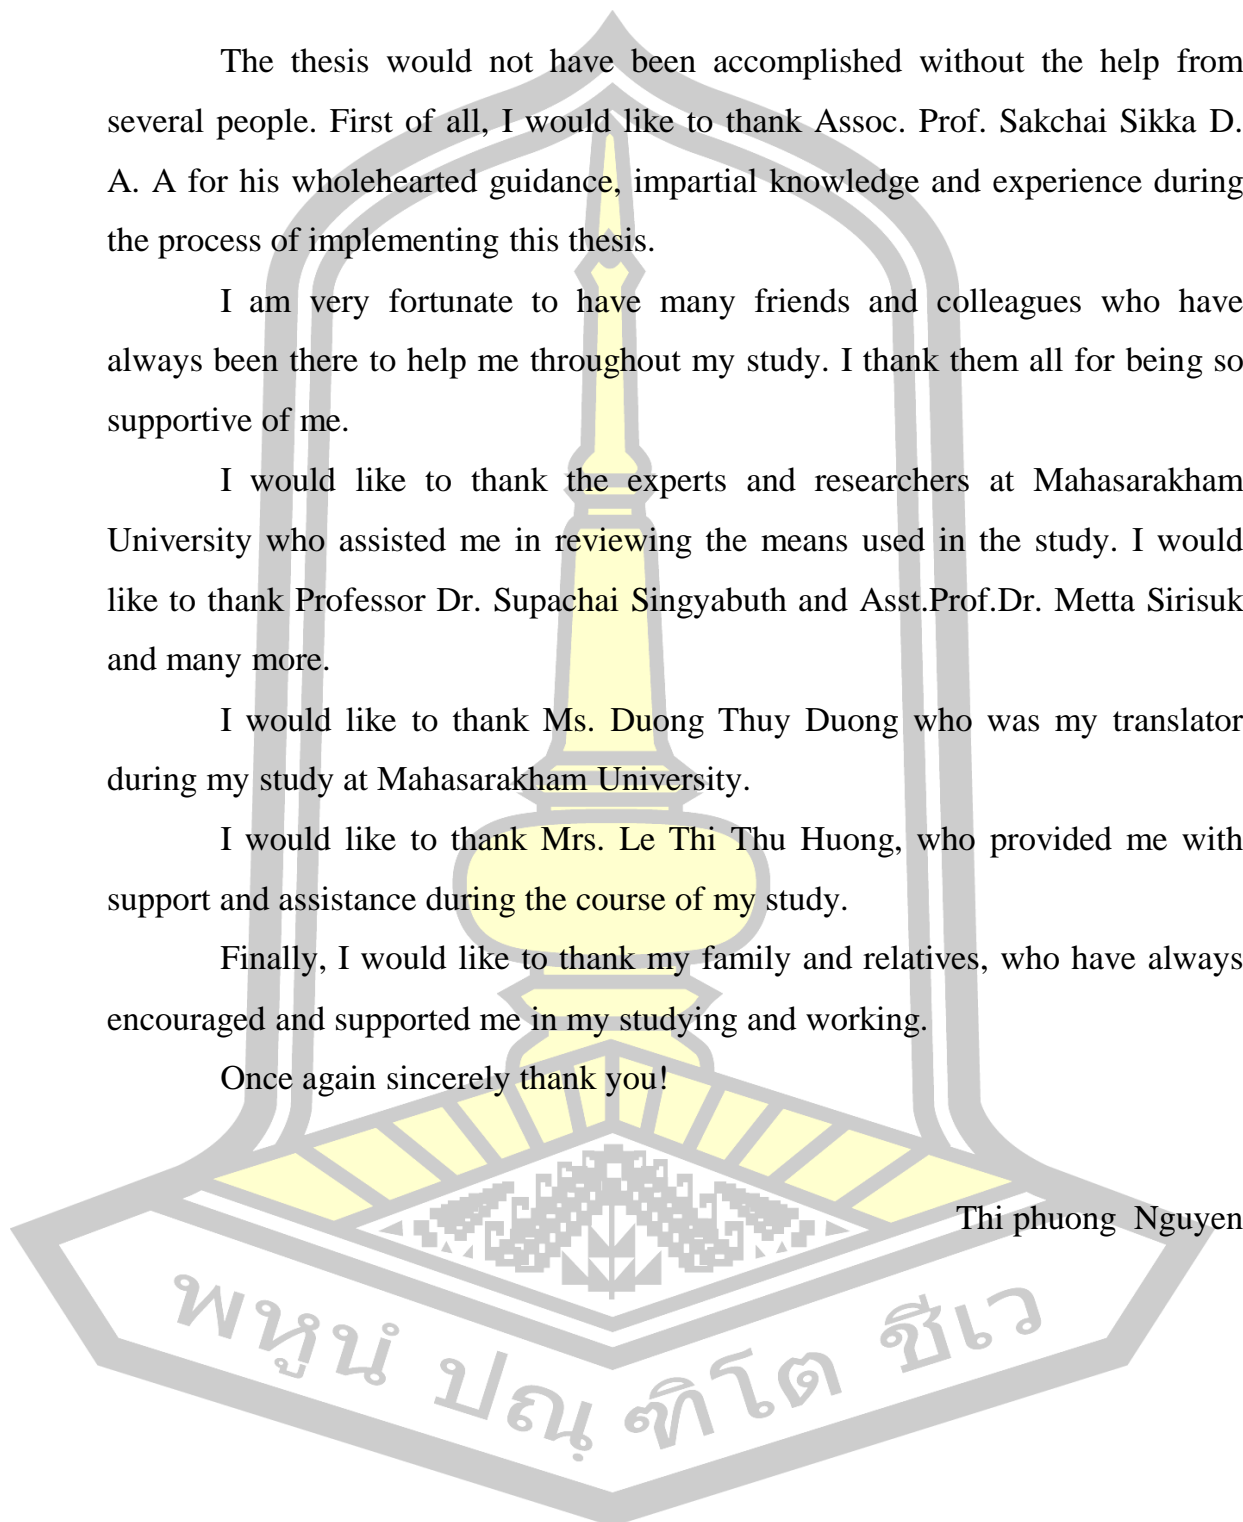 The thesis would not have been accomplished without the help from
several people. First of all, I would like to thank Assoc. Prof. Sakchai Sikka D.
A. A for his wholehearted guidance, impartial knowledge and experience during
the process of implementing this thesis.
I am very fortunate to have many friends and colleagues who have
always been there to help me throughout my study. I thank them all for being so
supportive of me.
I would like to thank the experts and researchers at Mahasarakham
University who assisted me in reviewing the means used in the study. I would
like to thank Professor Dr. Supachai Singyabuth and Asst.Prof.Dr. Metta Sirisuk
and many more.
I would like to thank Ms. Duong Thuy Duong who was my translator
during my study at Mahasarakham University.
I would like to thank Mrs. Le Thi Thu Huong, who provided me with
support and assistance during the course of my study.
Finally, I would like to thank my family and relatives, who have always
encouraged and supported me in my studying and working.
Once again sincerely thank you!
Thi phuong  Nguyen
พหูนํ ปณฺฑิโต ชีเว